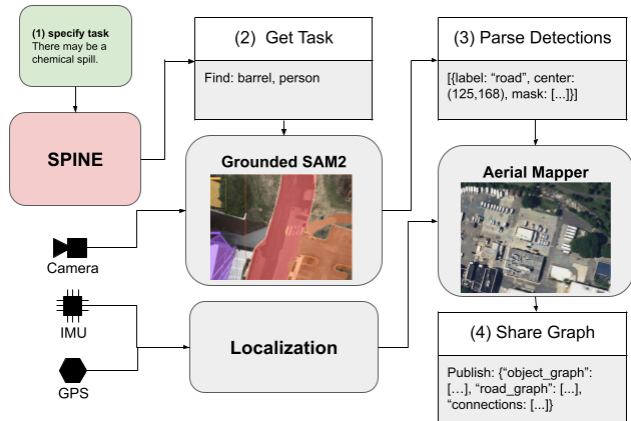 (1) specify task
There may be a
chemical spill.
SPINE
(2) Get Task
Find: barrel, person
Grounded SAM2
(3) Parse Detections
[{label: “road”, center:
(125,168), mask: [...]}]
Aerial Mapper
Camera
IMU
GPS
Localization
(4) Share Graph
Publish: {“object_graph”:
[…], “road_graph”: [...],
“connections: [...]}